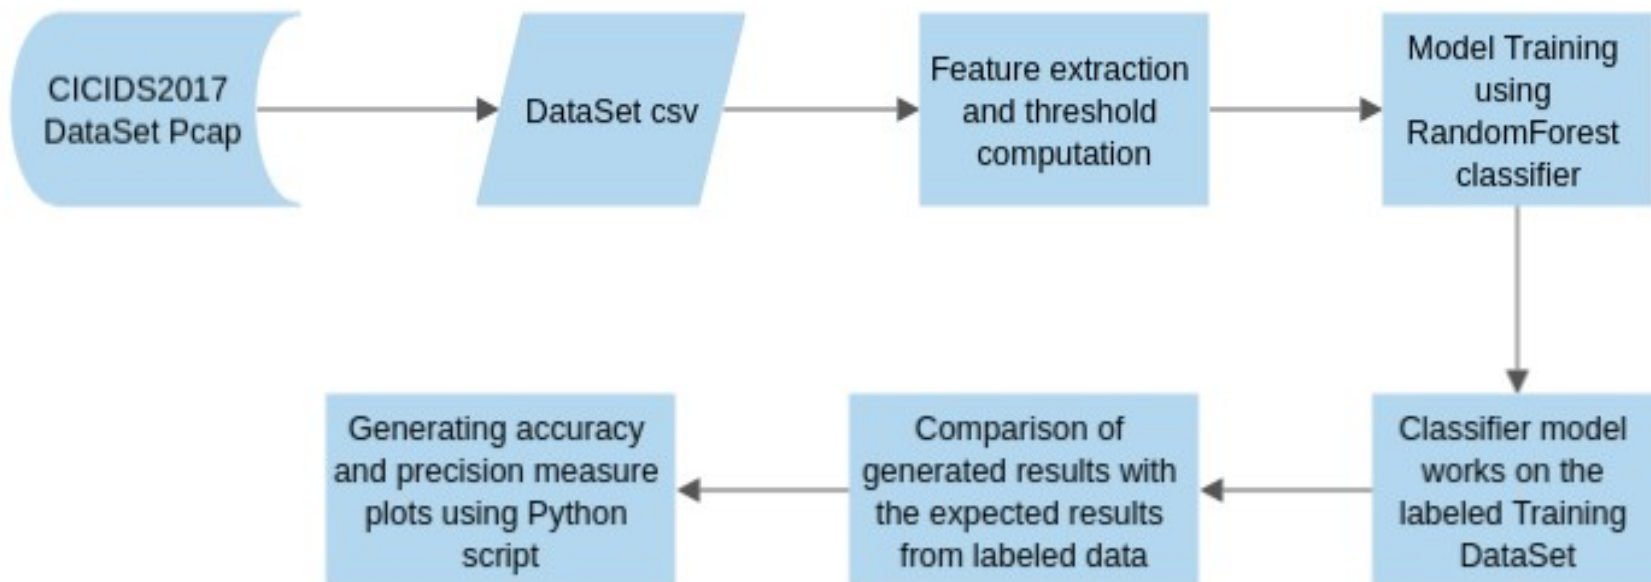 CICIDS2017
DataSet Pcap
DataSet csv
Feature extraction
and threshold
computation
Model Training
using
RandomForest
classifier
Classifier model
works on the
labeled Training
DataSet
Comparison of
generated results with
the expected results
from labeled data
Generating accuracy
and precision measure
plots using Python
script